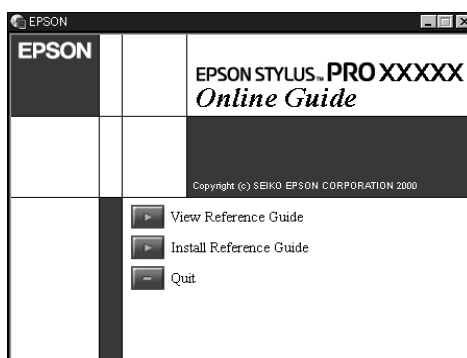 EPSON
EPSON
EPSON STYLUS™ PRO XXXXX
Online Guide
Copyright (c) SEIKO EPSON CORPORATION 2000
View Reference Guide
Install Reference Guide
Quit